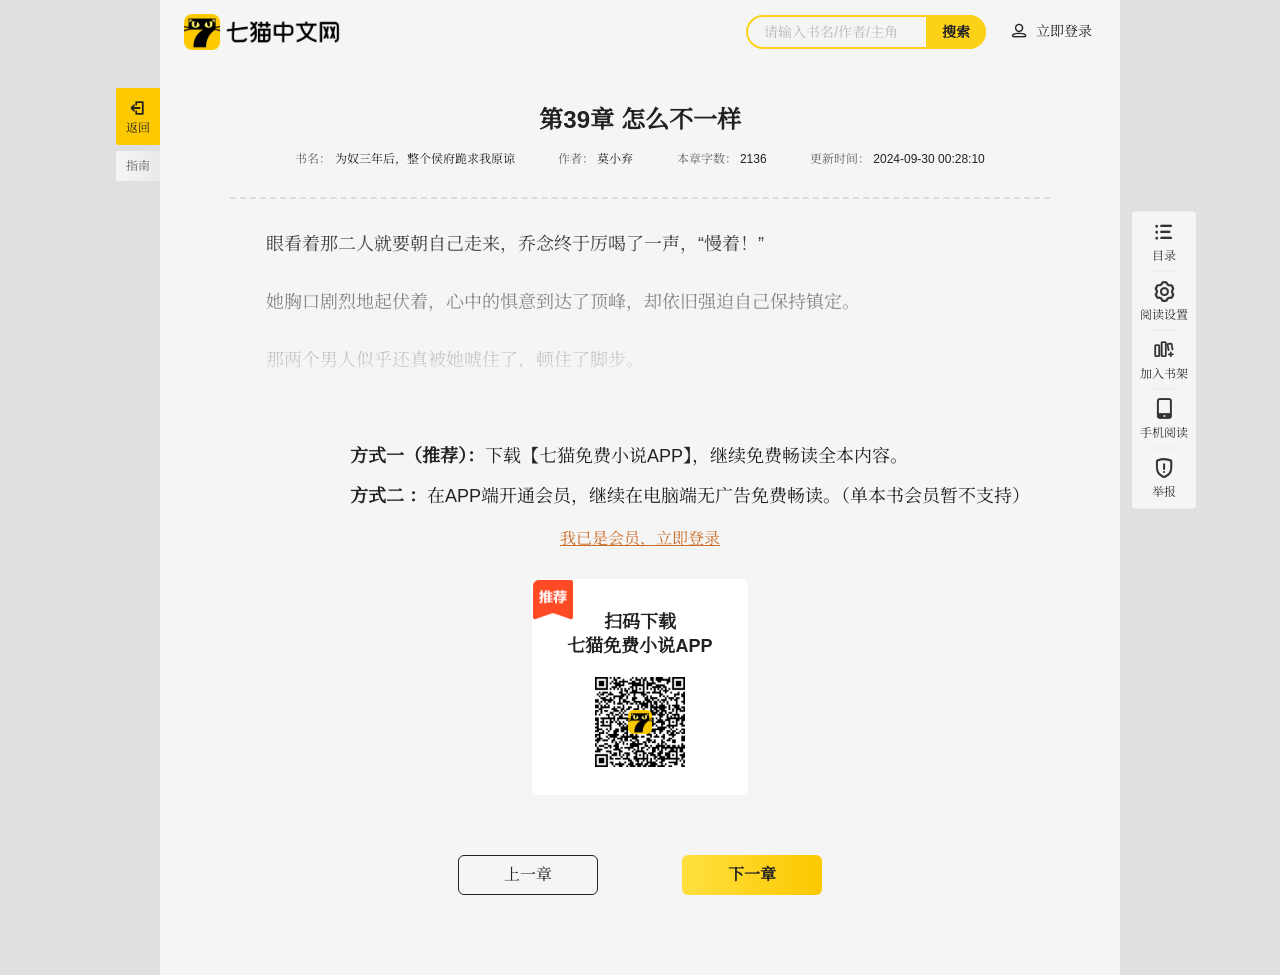 七猫中文网
请输入书名/作者/主角
搜索
立即登录
返回
指南
第39章 怎么不一样
书名： 为奴三年后，整个侯府跪求我原谅 作者： 莫小弃 本章字数： 2136 更新时间： 2024-09-30 00:28:10
眼看着那二人就要朝自己走来，乔念终于厉喝了一声，“慢着！”
她胸口剧烈地起伏着，心中的惧意到达了顶峰，却依旧强迫自己保持镇定。
那两个男人似乎还真被她唬住了，顿住了脚步。
目录
阅读设置
加入书架
手机阅读
举报
方式一（推荐）：下载【七猫免费小说APP】，继续免费畅读全本内容。
方式二 ：在APP端开通会员，继续在电脑端无广告免费畅读。（单本书会员暂不支持）
我已是会员，立即登录
推荐
扫码下载
七猫免费小说APP
上一章
下一章